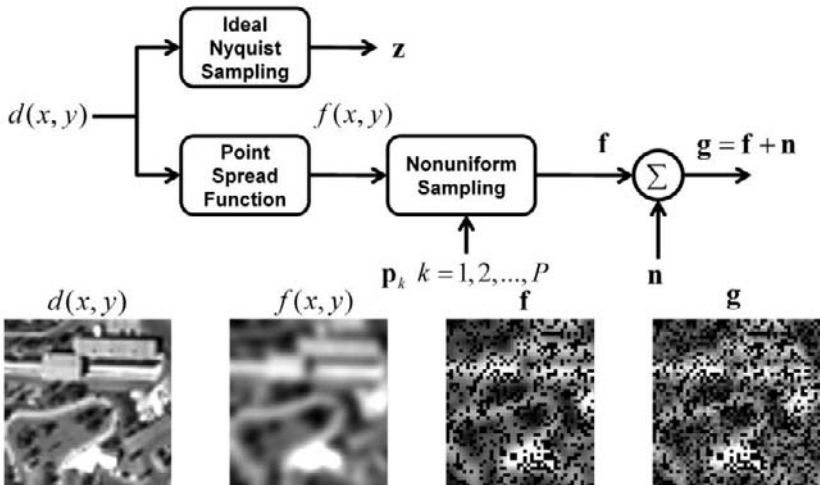 Ideal
Nyquist
Sampling
z
d(x, y)
f(x, y)
Point
Spread
Function
Nonuniform
Sampling
f
Σ
g = f + n
p_k k = 1, 2, ..., P
n
d(x, y)
f(x, y)
f
g